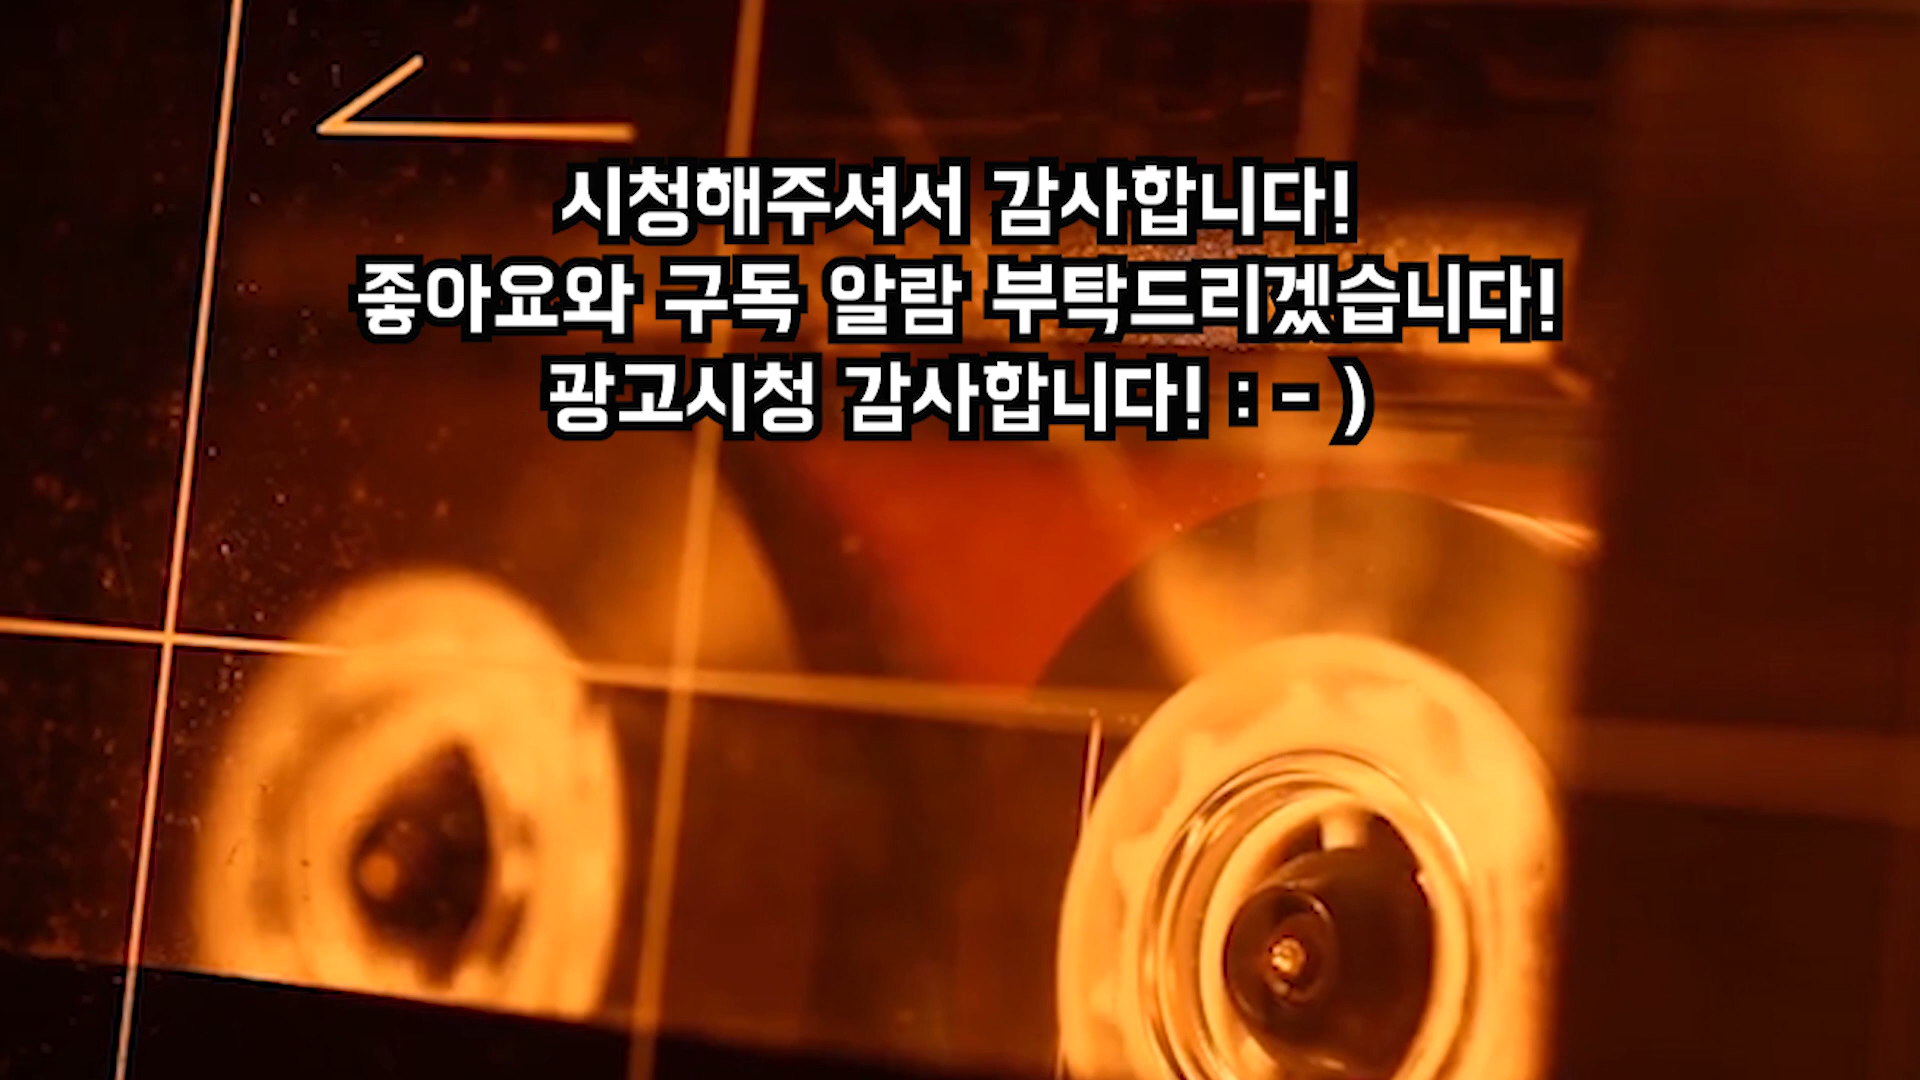 시청해주셔서 감사합니다!
좋아요와 구독 알람 부탁드리겠습니다!
광고시청 감사합니다! : - )